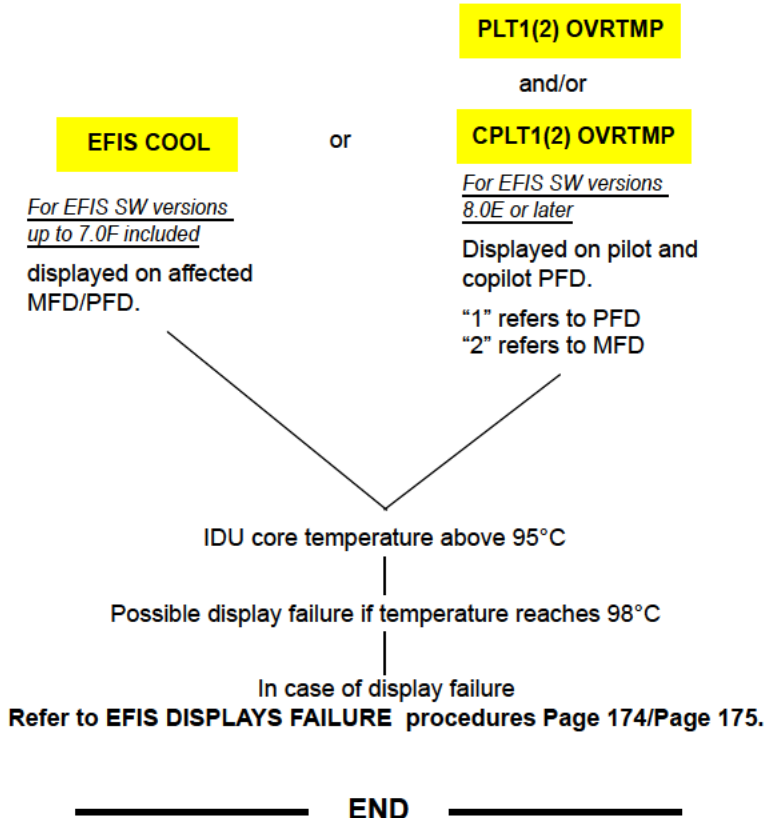 PLT1(2) OVRTMP
and/or
EFIS COOL
or
CPLT1(2) OVRTMP
For EFIS SW versions
up to 7.0F included
displayed on affected
MFD/PFD.
For EFIS SW versions
8.0E or later
Displayed on pilot and
copilot PFD.
“1” refers to PFD
“2” refers to MFD
IDU core temperature above 95°C
Possible display failure if temperature reaches 98°C
In case of display failure
Refer to EFIS DISPLAYS FAILURE procedures Page 174/Page 175.
END